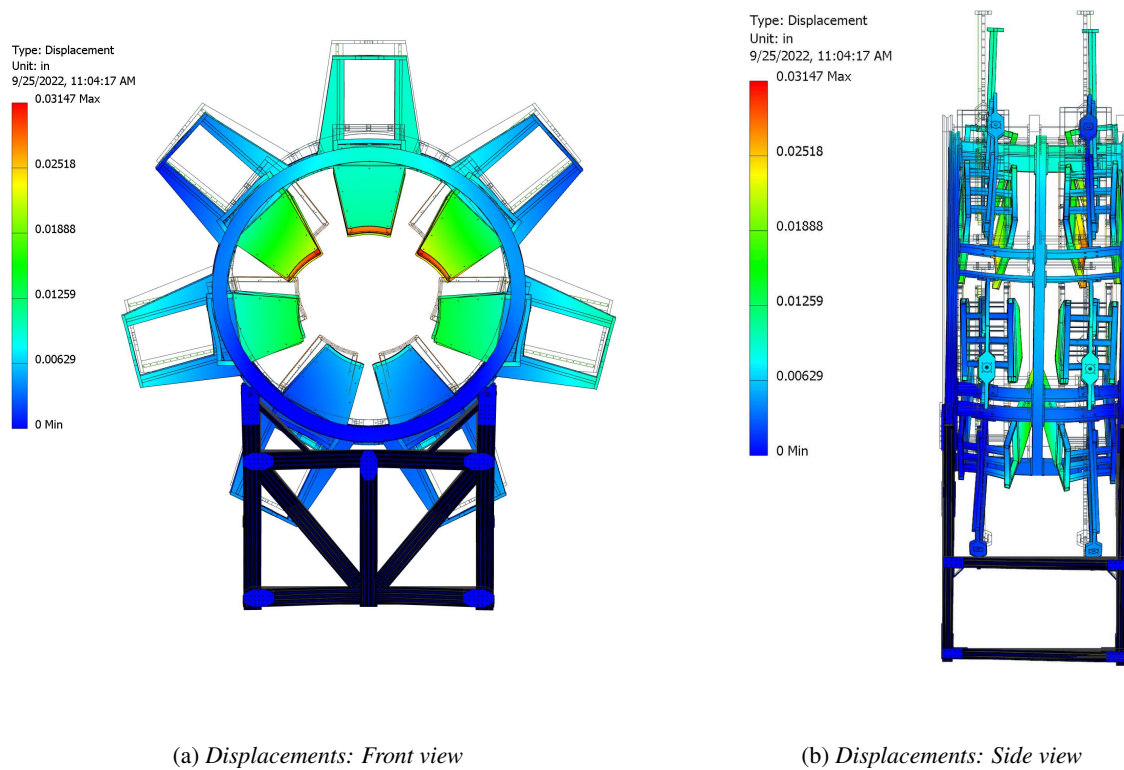 Type: Displacement
Unit: in
9/25/2022, 11:04:17 AM
0.03147 Max
0.02518
0.01888
0.01259
0.00629
0 Min
Type: Displacement
Unit: in
9/25/2022, 11:04:17 AM
0.03147 Max
0.02518
0.01888
0.01259
0.00629
0 Min
(a) Displacements: Front view
(b) Displacements: Side view